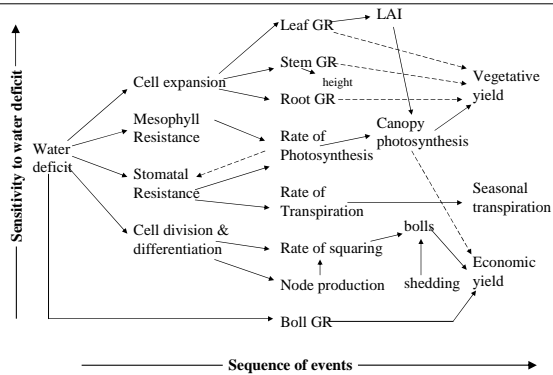 Sensitivity to water deficit
Leaf GR
LAI
Stem GR
height
Root GR
Vegetative
yield
Cell expansion
Mesophyll
Resistance
Water
deficit
Stomatal
Resistance
Rate of
Photosynthesis
Canopy
photosynthesis
Rate of
Transpiration
Seasonal
transpiration
Cell division &
differentiation
Rate of squaring
bolls
Node production
shedding
Economic
yield
Boll GR
Sequence of events